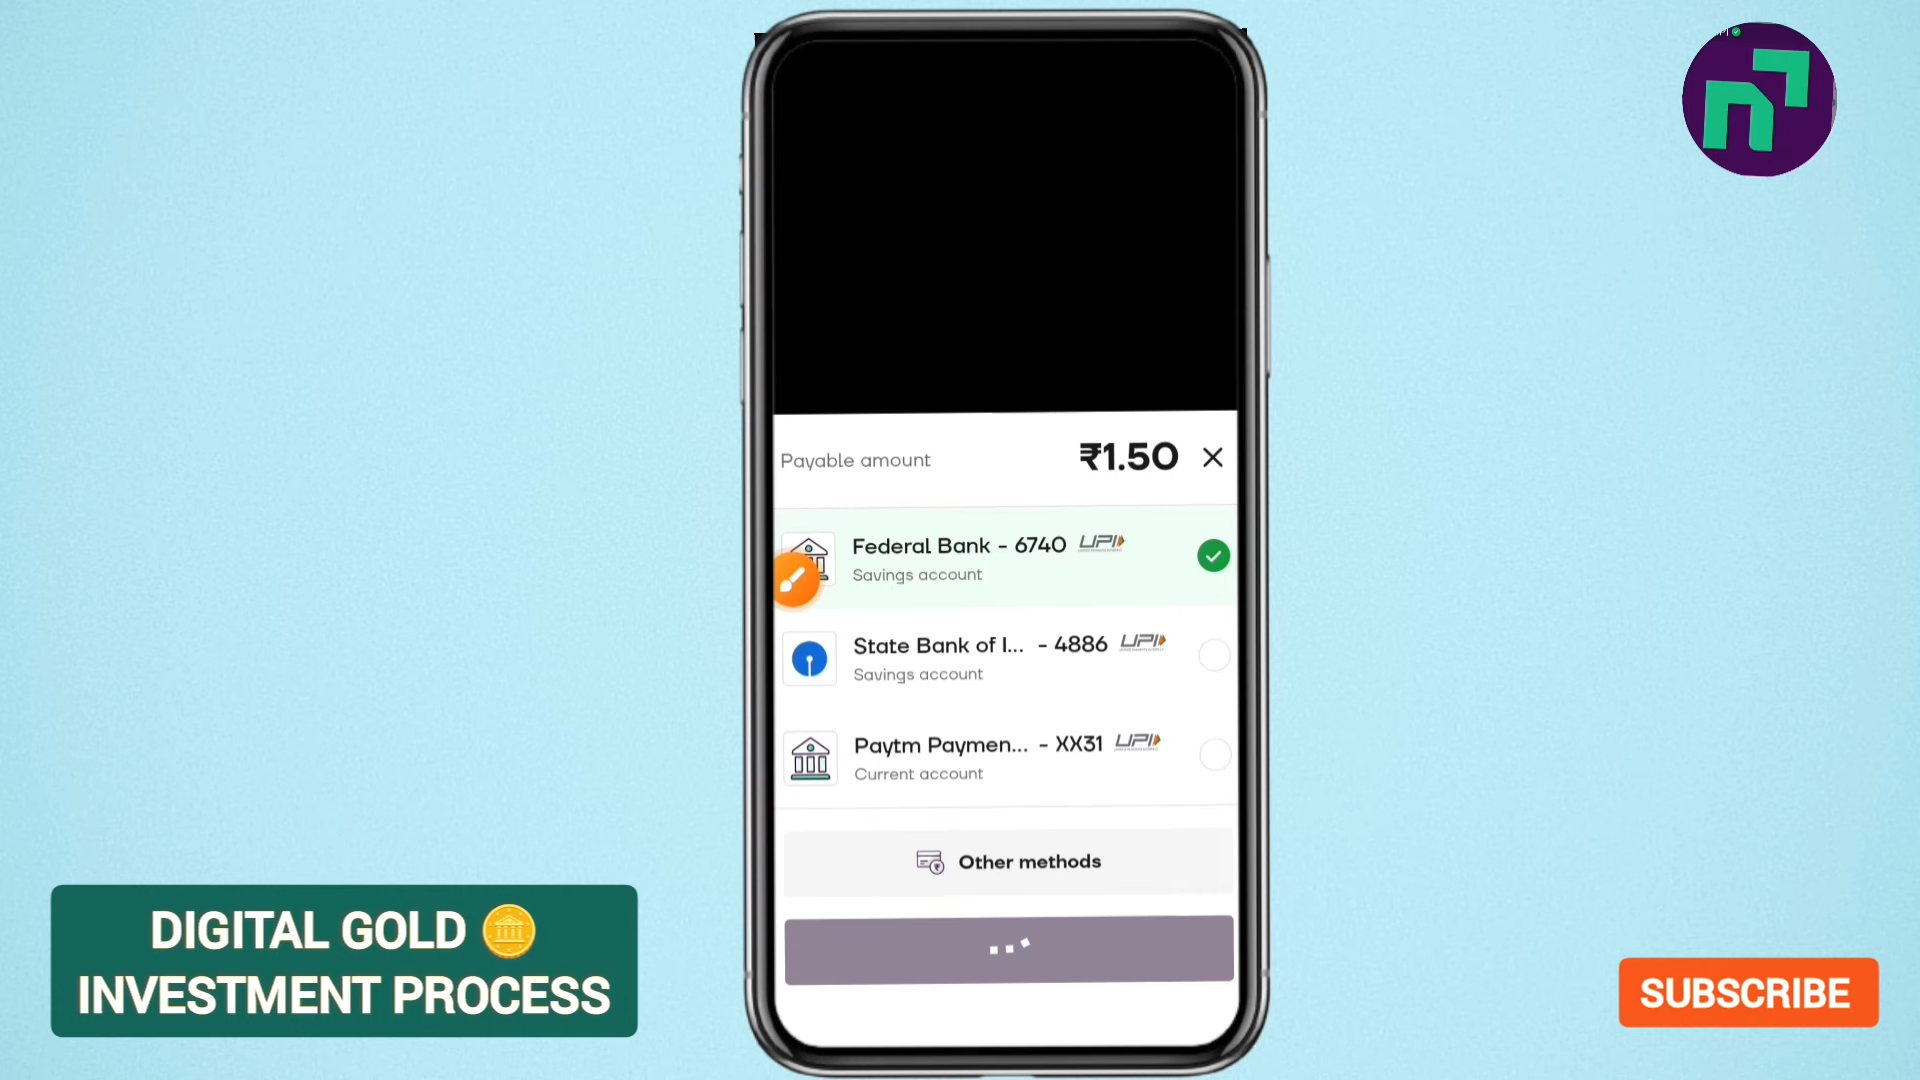 Payable amount ₹1.50
Federal Bank - 6740 UPI
Savings account
State Bank of I... - 4886 UPI
Savings account
Paytm Paymen... - XX31 UPI
Current account
Other methods
DIGITAL GOLD
INVESTMENT PROCESS
SUBSCRIBE